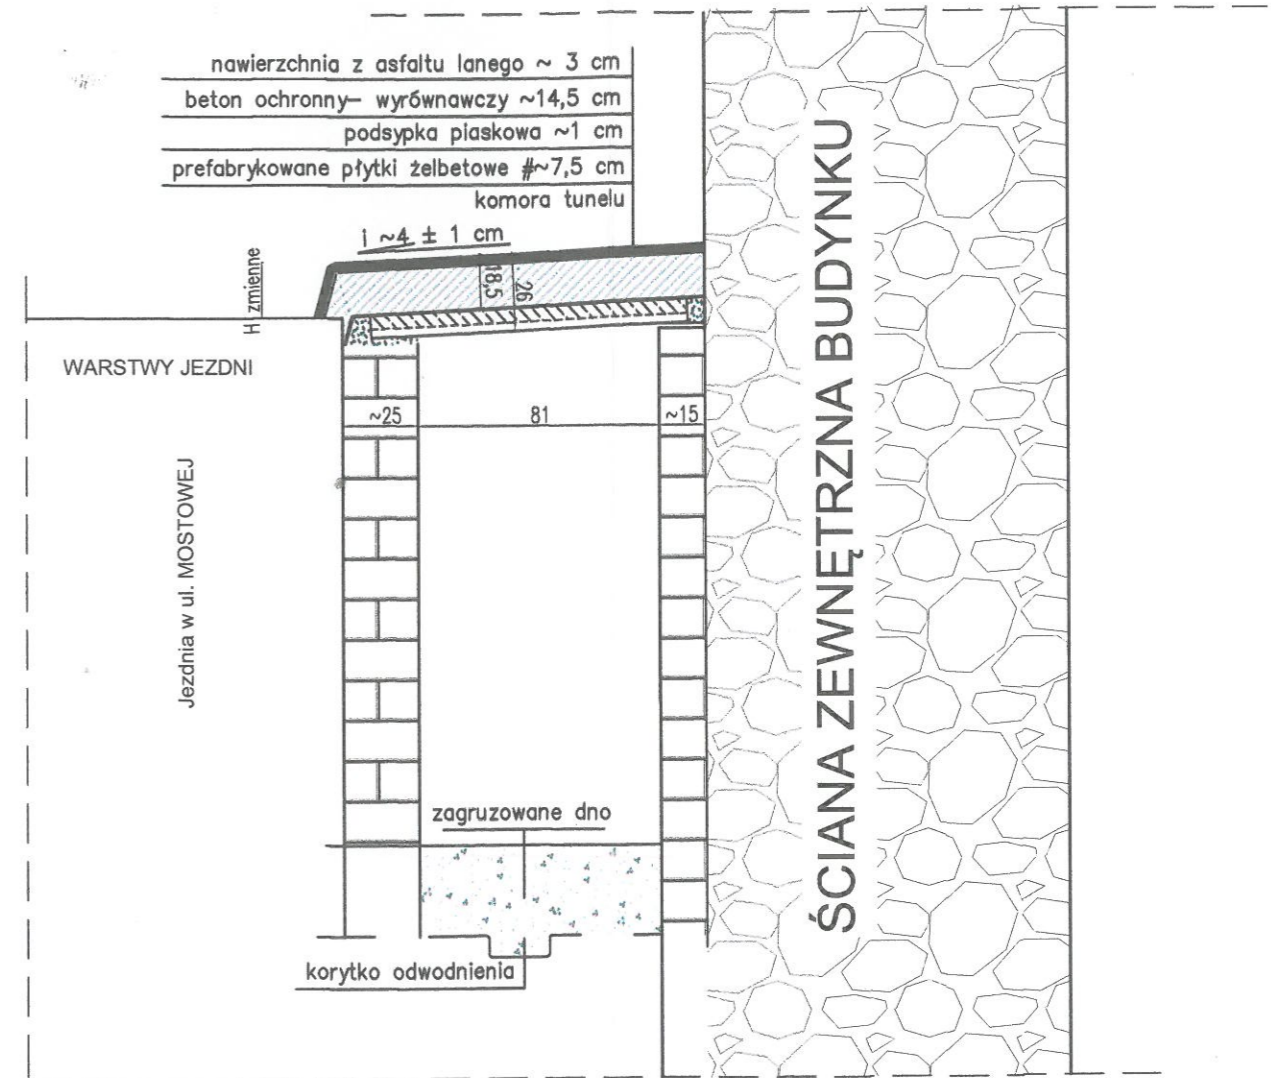 nawierzchnia z asfaltu lanego ~ 3 cm
beton ochronny– wyrównawczy ~14,5 cm
podsypka piaskowa ~1 cm
prefabrykowane płytki żelbetowe #~7,5 cm
komora tunelu
i ~4 ± 1 cm
H zmienne
18,5
26
WARSTWY JEZDNI
~25
81
~15
Jezdnia w ul. MOSTOWEJ
ŚCIANA ZEWNĘTRZNA BUDYNKU
zagruzowane dno
korytko odwodnienia